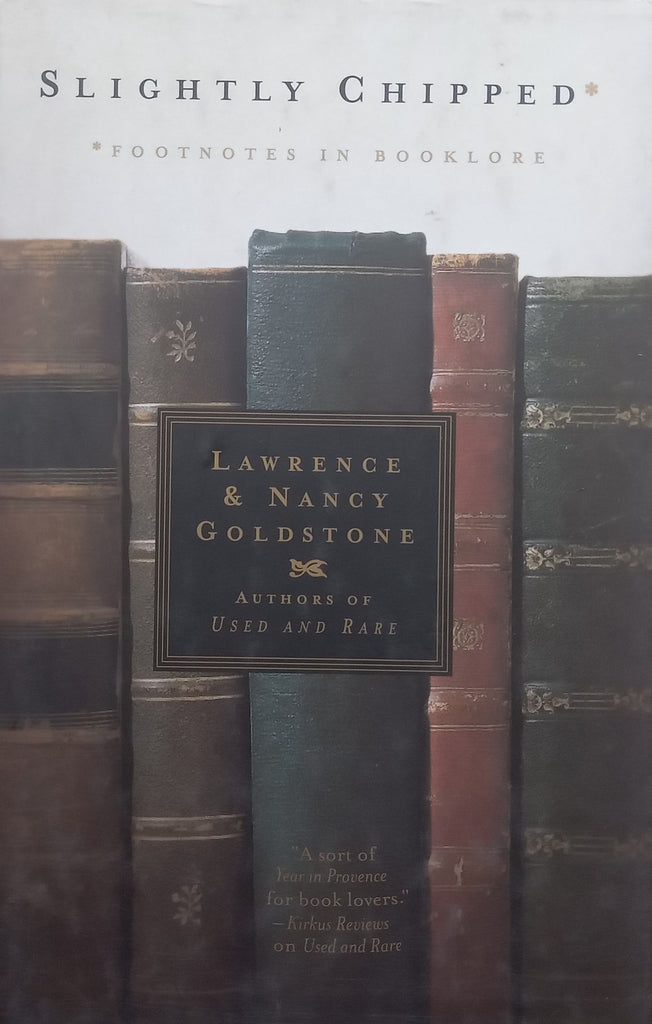 SLIGHTLY CHIPPED*
*FOOTNOTES IN BOOKLORE
LAWRENCE
& NANCY
GOLDSTONE
AUTHORS OF
USED AND RARE
"A sort of
Year in Provence
for book lovers."
–Kirkus Reviews
on Used and Rare